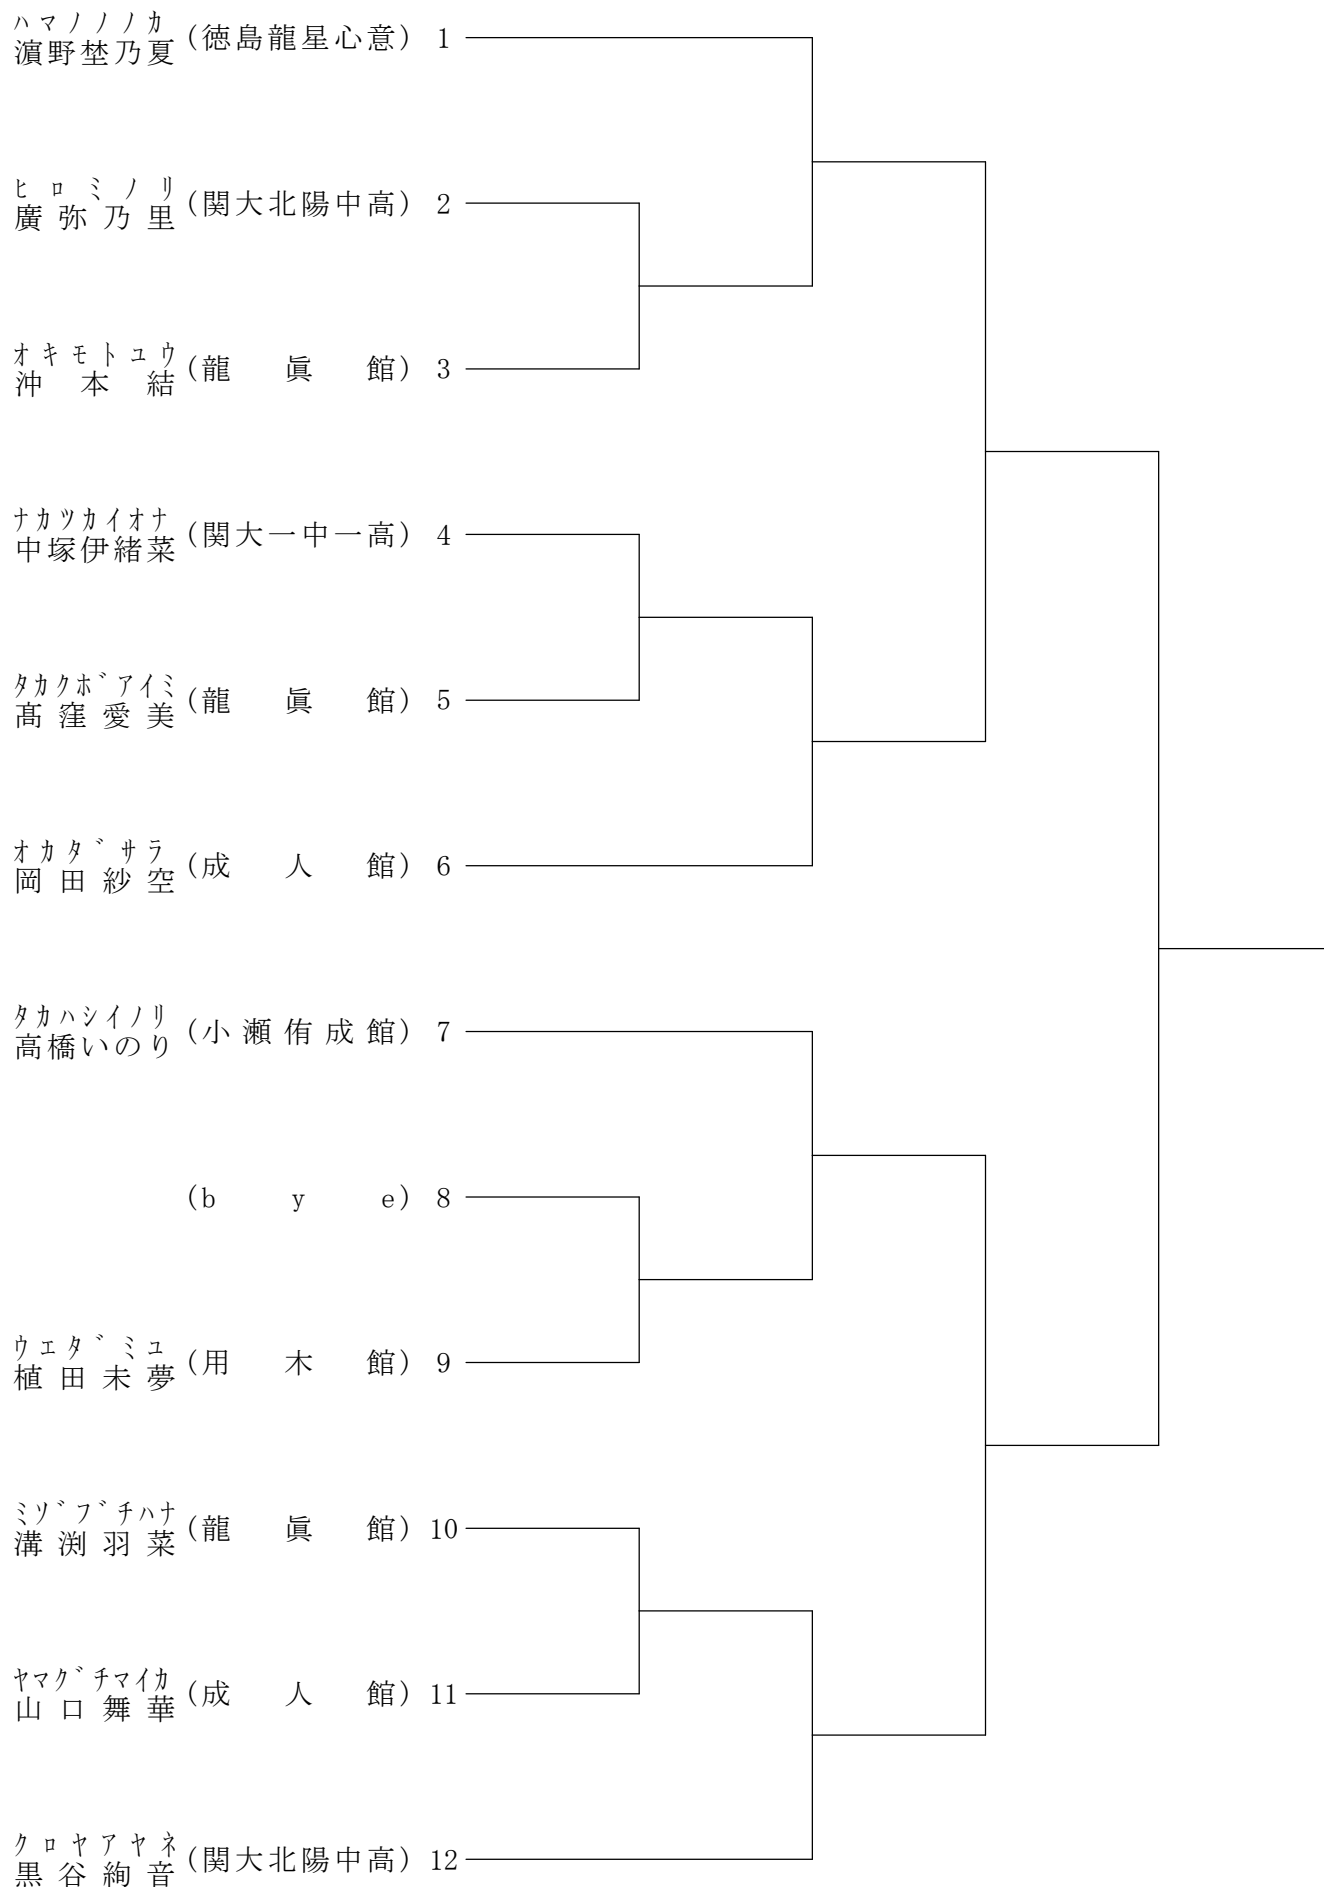 ハマノノノカ
濵野埜乃夏 (徳島龍星心意) 1
ヒロミノリ
廣弥乃里 (関大北陽中高) 2
オキモトユウ
沖本結 (龍眞館) 3
ナカツカイオナ
中塚伊緒菜 (関大一中一高) 4
タカクボアイミ
髙窪愛美 (龍眞館) 5
オカダサラ
岡田紗空 (成人館) 6
タカハシイノリ
高橋いのり (小瀬侑成館) 7
(bye) 8
ウエダミユ
植田未夢 (用木館) 9
ミゾブチハナ
溝渕羽菜 (龍眞館) 10
ヤマグチマイカ
山口舞華 (成人館) 11
クロヤアヤネ
黒谷絢音 (関大北陽中高) 12